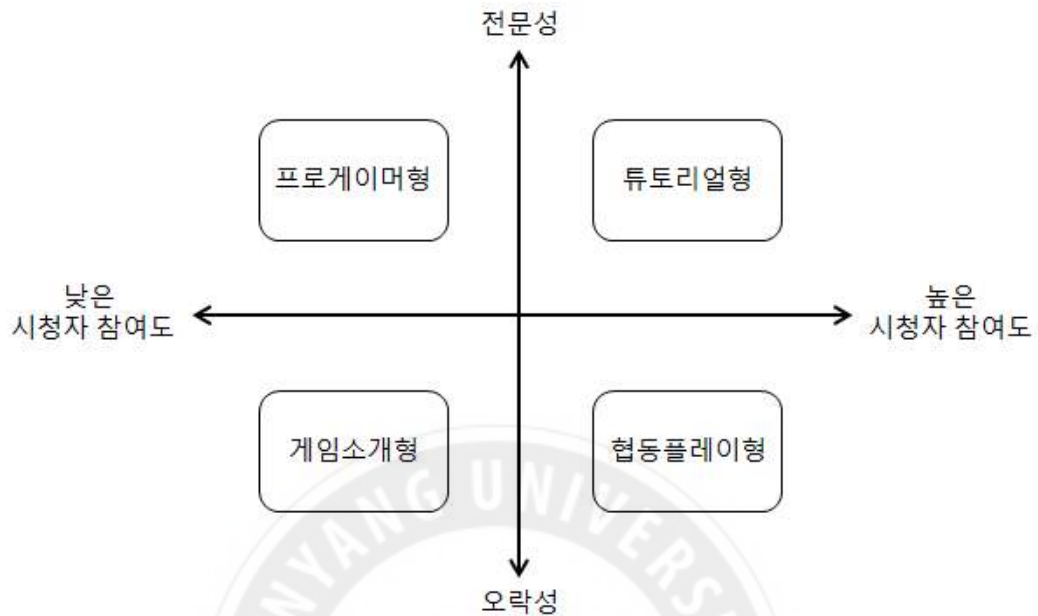 전문성
프로게이머형
튜토리얼형
낮은
시청자 참여도
높은
시청자 참여도
게임소개형
협동플레이형
NYANG UNIVERS
오락성